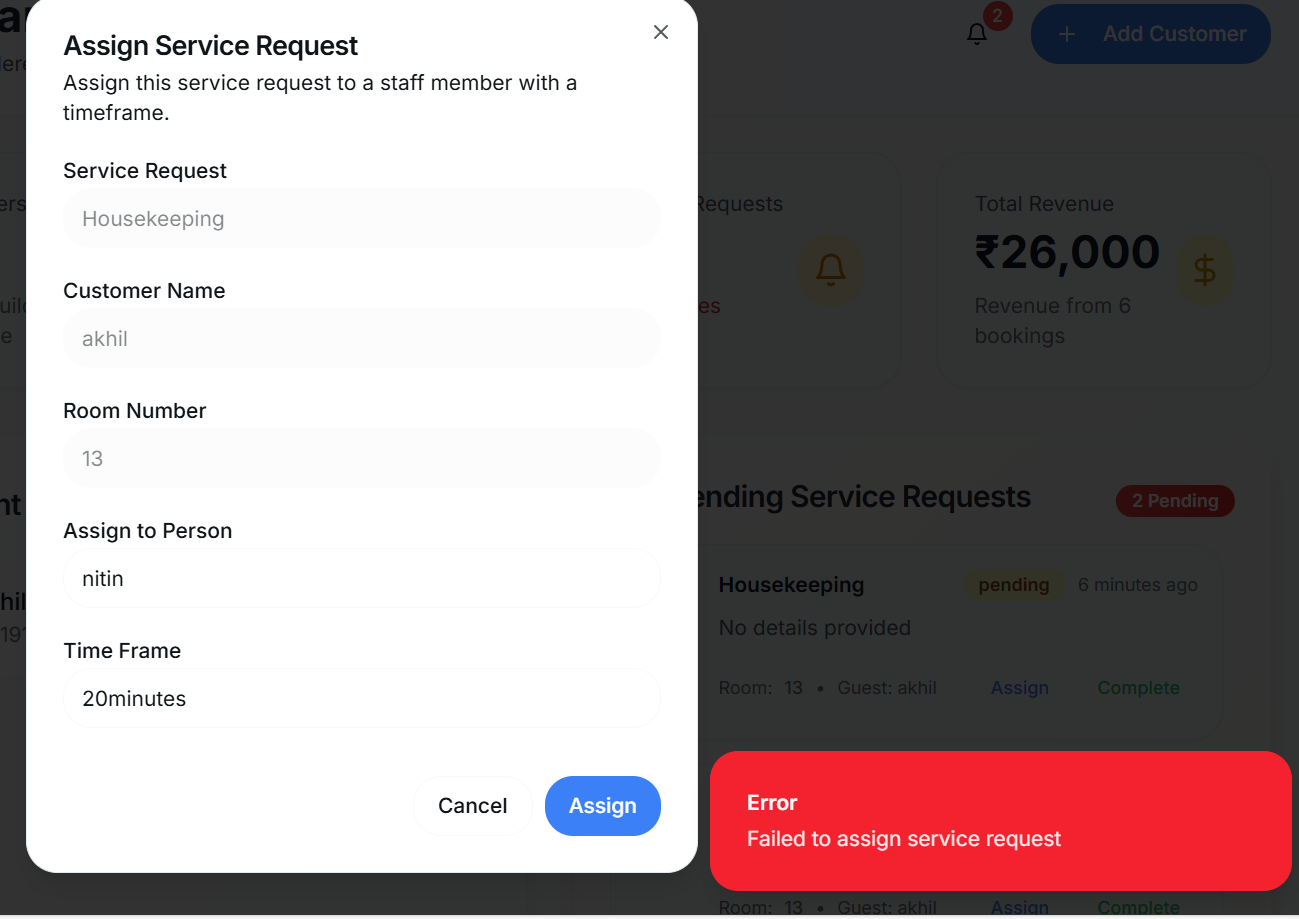 Assign Service Request
Assign this service request to a staff member with a
timeframe.
Service Request
Housekeeping
Customer Name
akhil
Room Number
13
Assign to Person
nitin
Time Frame
20minutes
Cancel
Assign
2
+ Add Customer
Requests
Total Revenue
₹26,000
$
Revenue from 6
bookings
ending Service Requests
2 Pending
Housekeeping
pending
6 minutes ago
No details provided
Room: 13 • Guest: akhil
Assign
Complete
Error
Failed to assign service request
Room: 13 • Guest: akhil
Assign
Complete